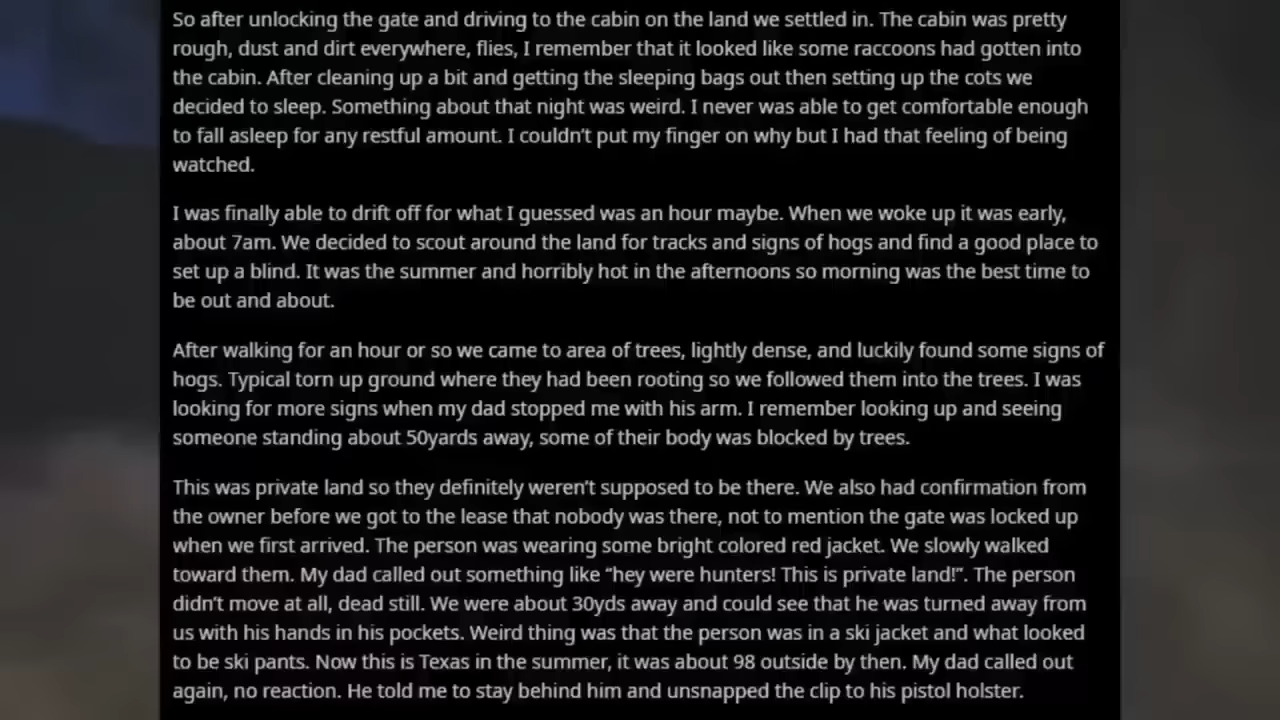 So after unlocking the gate and driving to the cabin on the land we settled in. The cabin was pretty
rough, dust and dirt everywhere, flies, I remember that it looked like some raccoons had gotten into
the cabin. After cleaning up a bit and getting the sleeping bags out then setting up the cots we
decided to sleep. Something about that night was weird. I never was able to get comfortable enough
to fall asleep for any restful amount. I couldn't put my finger on why but I had that feeling of being
watched.
I was finally able to drift off for what I guessed was an hour maybe. When we woke up it was early,
about 7am. We decided to scout around the land for tracks and signs of hogs and find a good place to
set up a blind. It was the summer and horribly hot in the afternoons so morning was the best time to
be out and about.
After walking for an hour or so we came to area of trees, lightly dense, and luckily found some signs of
hogs. Typical torn up ground where they had been rooting so we followed them into the trees. I was
looking for more signs when my dad stopped me with his arm. I remember looking up and seeing
someone standing about 50yards away, some of their body was blocked by trees.
This was private land so they definitely weren't supposed to be there. We also had confirmation from
the owner before we got to the lease that nobody was there, not to mention the gate was locked up
when we first arrived. The person was wearing some bright colored red jacket. We slowly walked
toward them. My dad called out something like “hey were hunters! This is private land!”. The person
didn't move at all, dead still. We were about 30yds away and could see that he was turned away from
us with his hands in his pockets. Weird thing was that the person was in a ski jacket and what looked
to be ski pants. Now this is Texas in the summer, it was about 98 outside by then. My dad called out
again, no reaction. He told me to stay behind him and unsnapped the clip to his pistol holster.